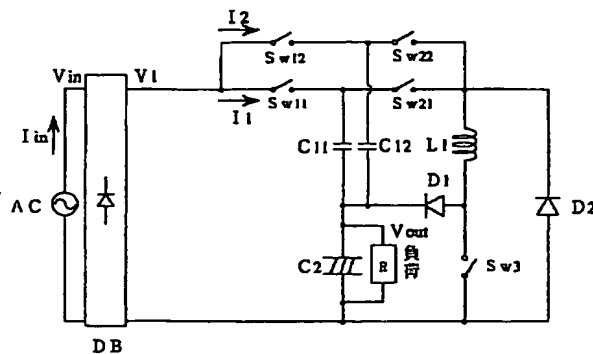 I2
Sw12
Sw22
Vin
V1
Sw11
Sw21
I1
Iin
C11
C12
L1
D1
AC
D2
Vout
C2
R
負荷
Sw3
DB